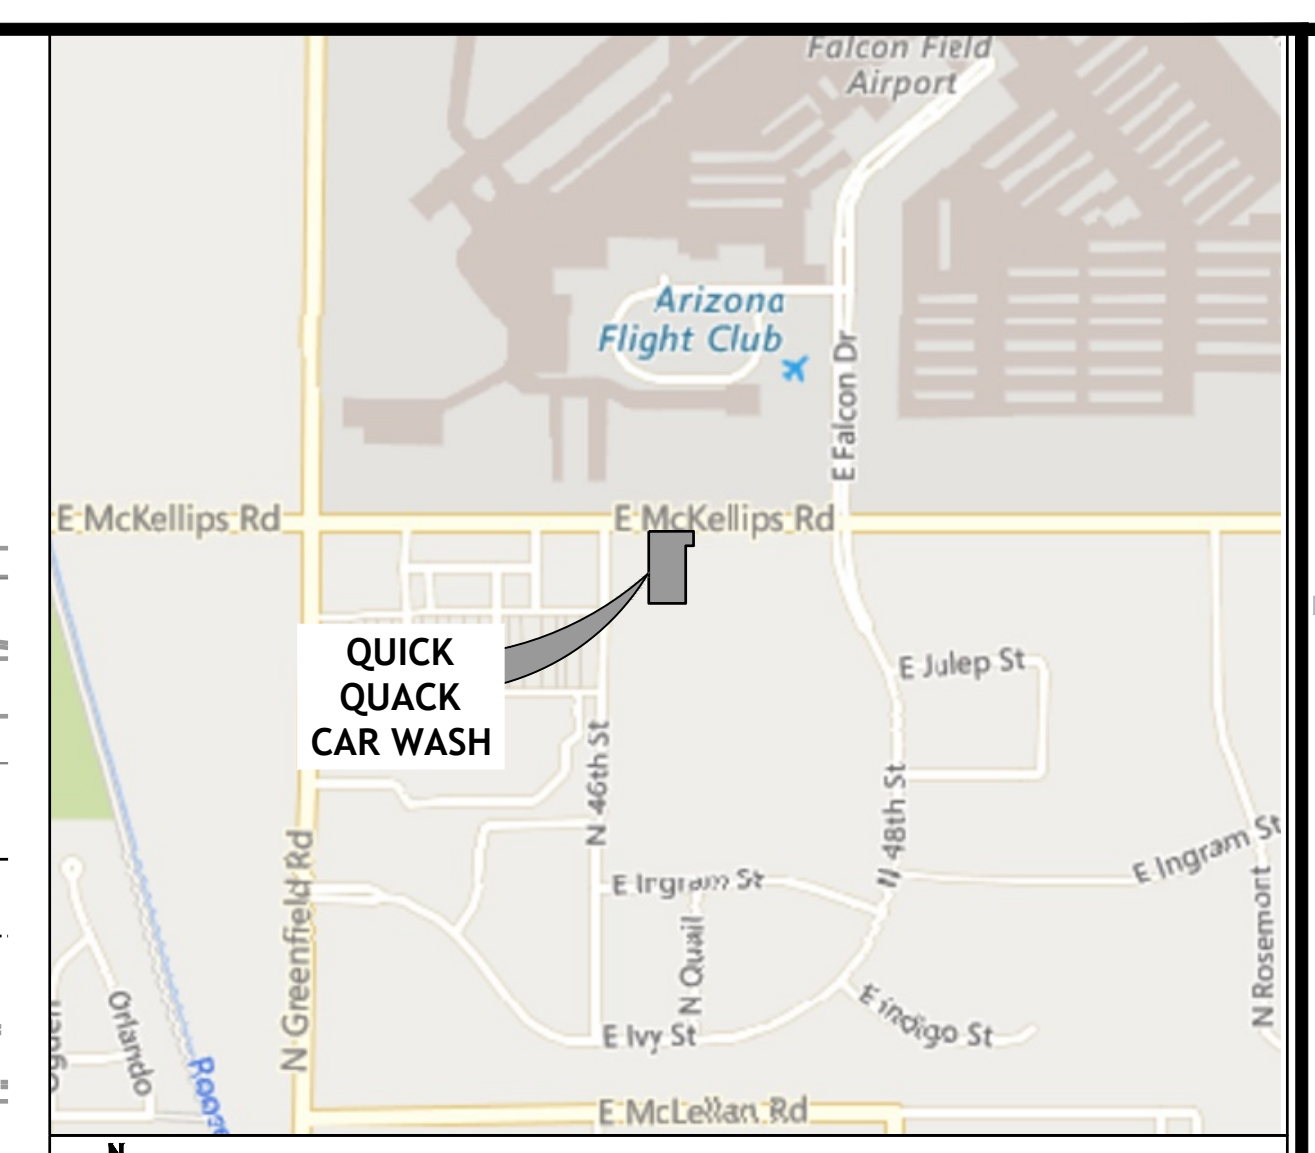 Falcon Field
Airport
Arizona
Flight Club
E Falcon Dr
E McKellips Rd
E McKellips Rd
QUICK
QUACK
CAR WASH
E Julep St
N 46th St
N 48th St
E Ingram St
E Ingram St
N Greenfield Rd
N Quail
N Rosemont
E Indigo St
E Ivy St
Orlando
E McLellan Rd
N